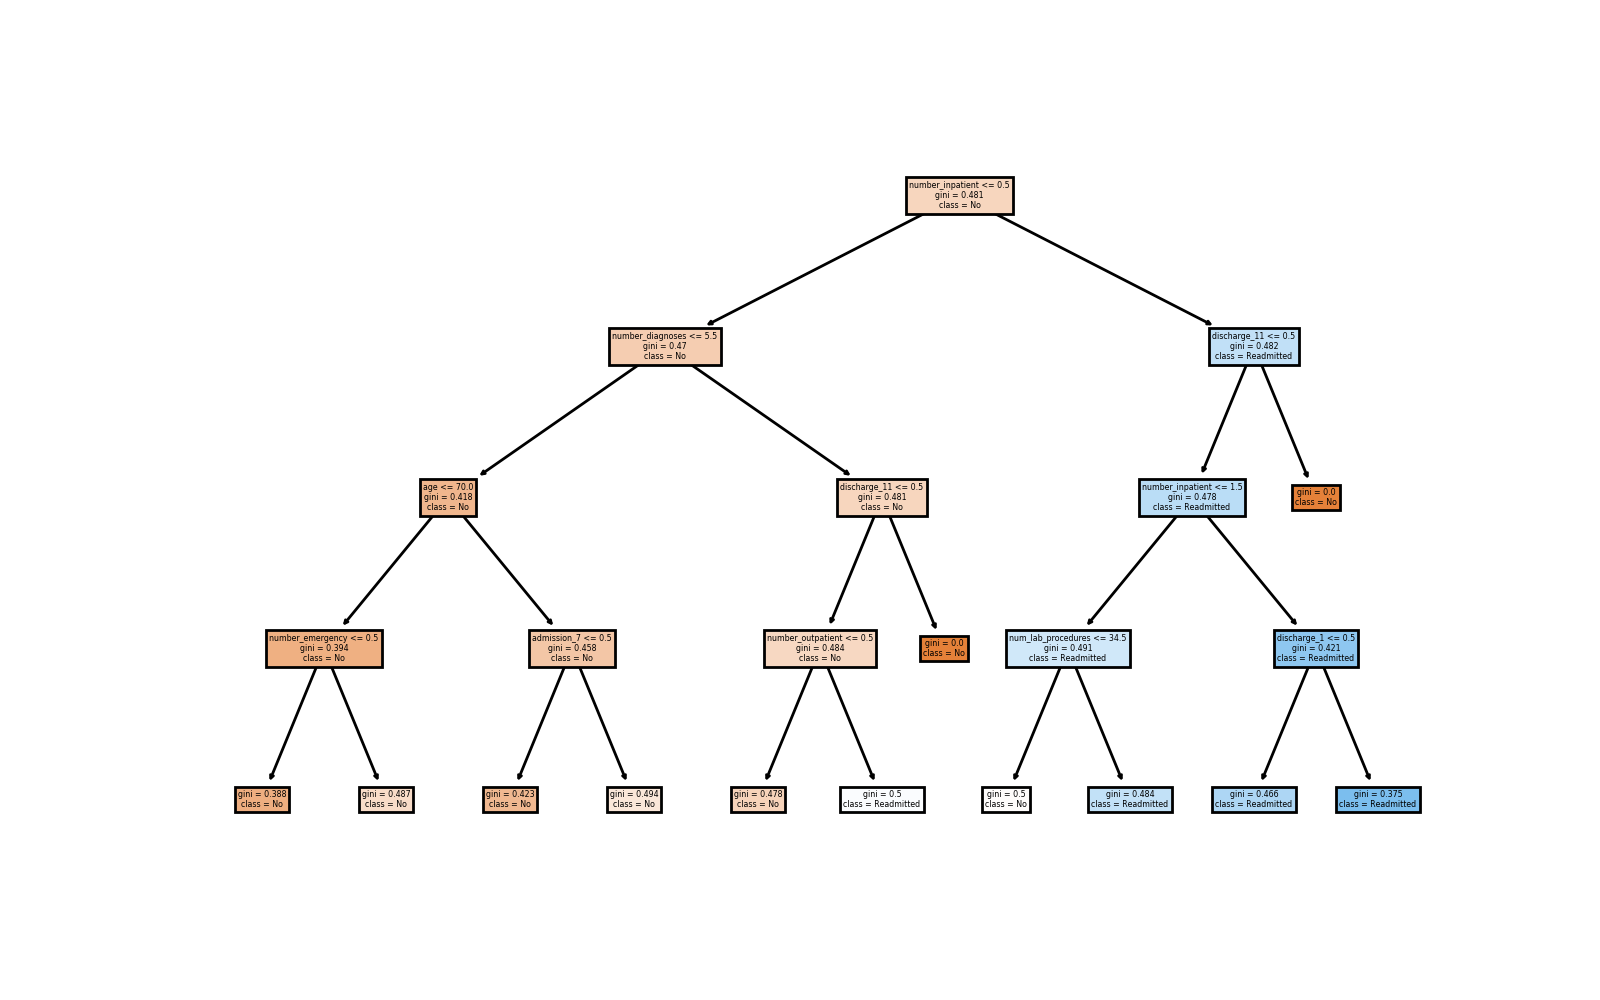 number_inpatient <= 0.5
gini = 0.481
class = No
number_diagnoses <= 5.5
gini = 0.47
class = No
discharge_11 <= 0.5
gini = 0.482
class = Readmitted
age <= 70.0
gini = 0.418
class = No
discharge_11 <= 0.5
gini = 0.481
class = No
number_inpatient <= 1.5
gini = 0.478
class = Readmitted
gini = 0.0
class = No
number_emergency <= 0.5
gini = 0.394
class = No
admission_7 <= 0.5
gini = 0.458
class = No
number_outpatient <= 0.5
gini = 0.484
class = No
gini = 0.0
class = No
num_lab_procedures <= 34.5
gini = 0.491
class = Readmitted
discharge_1 <= 0.5
gini = 0.421
class = Readmitted
gini = 0.388
class = No
gini = 0.487
class = No
gini = 0.423
class = No
gini = 0.494
class = No
gini = 0.478
class = No
gini = 0.5
class = Readmitted
gini = 0.5
class = No
gini = 0.484
class = Readmitted
gini = 0.466
class = Readmitted
gini = 0.375
class = Readmitted